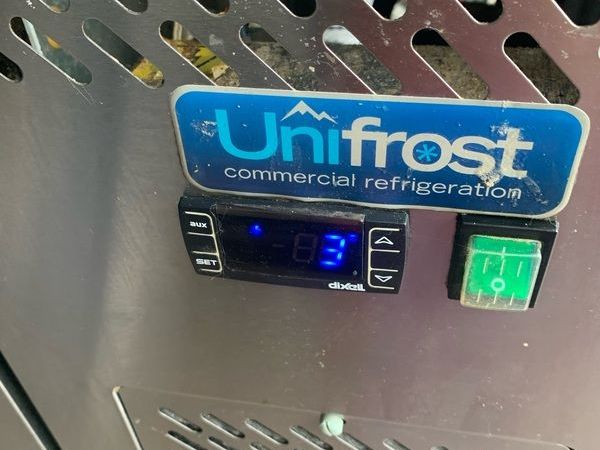 Unifrost
commercial refrigeration
aux
3°
SET
dixell